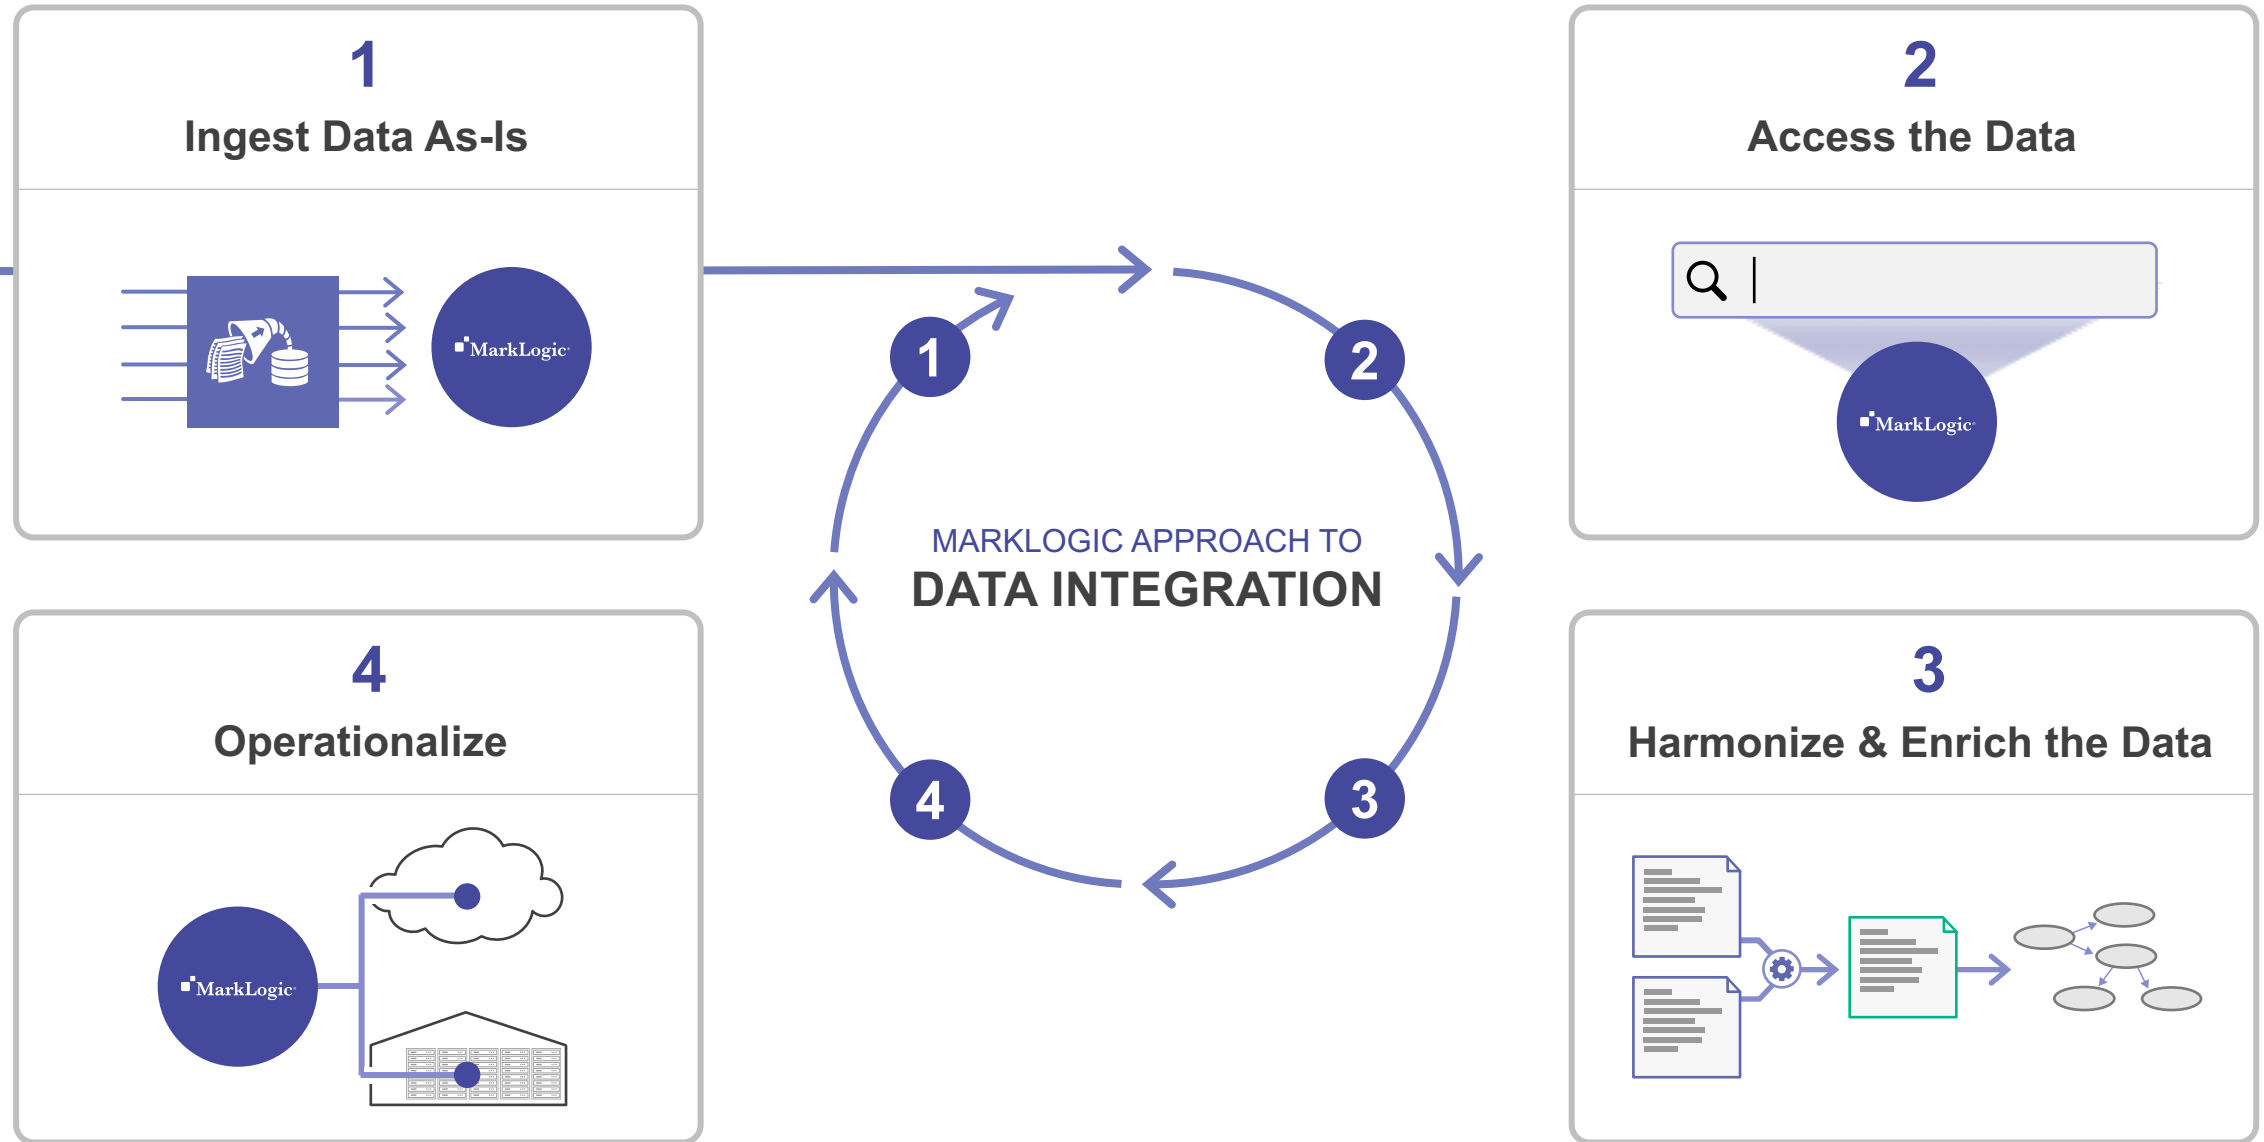 1
Ingest Data As-Is
MarkLogic
2
Access the Data
MarkLogic
1
2
MARKLOGIC APPROACH TO
DATA INTEGRATION
4
3
4
Operationalize
MarkLogic
3
Harmonize & Enrich the Data